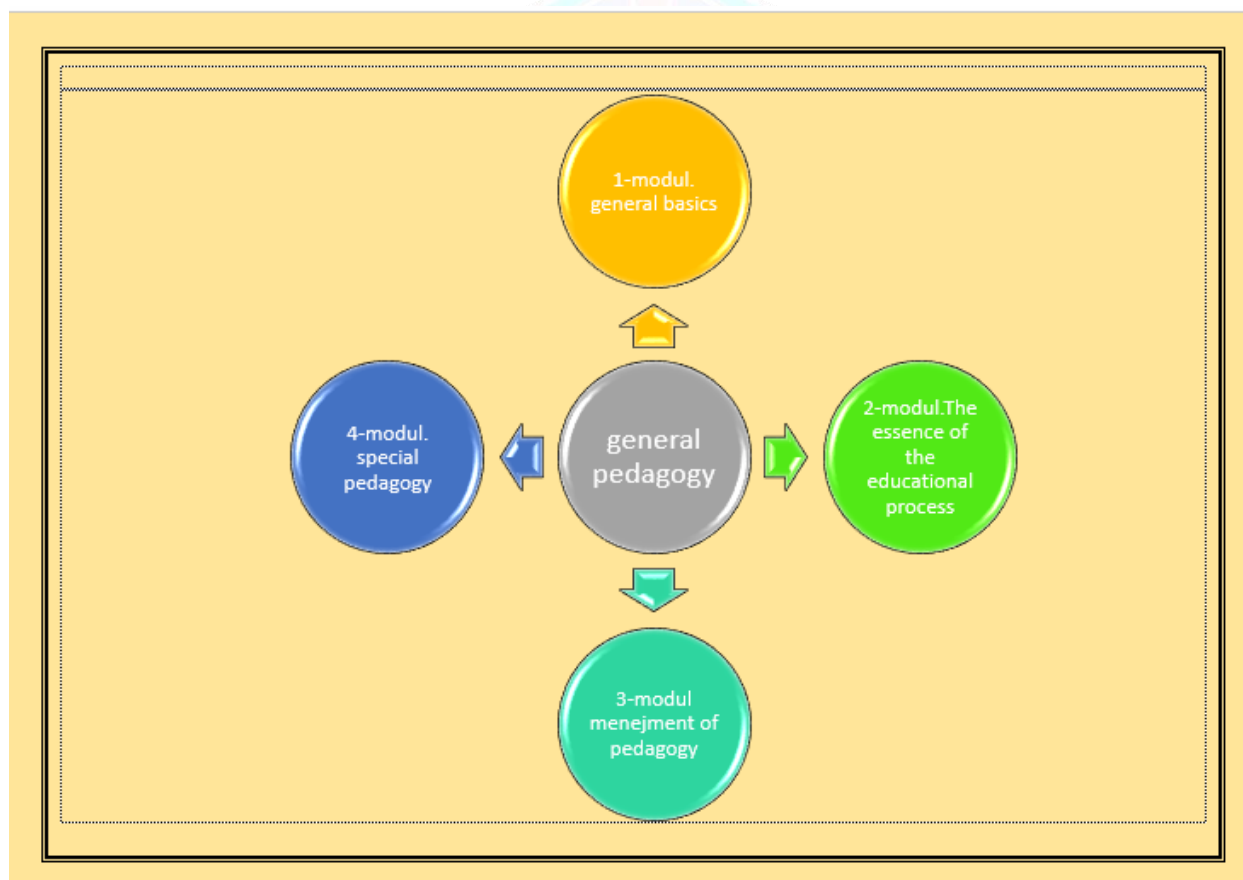 1-modul.
general basics
4-modul.
special
pedagogy
general
pedagogy
2-modul.The
essence of
the
educational
process
3-modul
menejment of
pedagogy